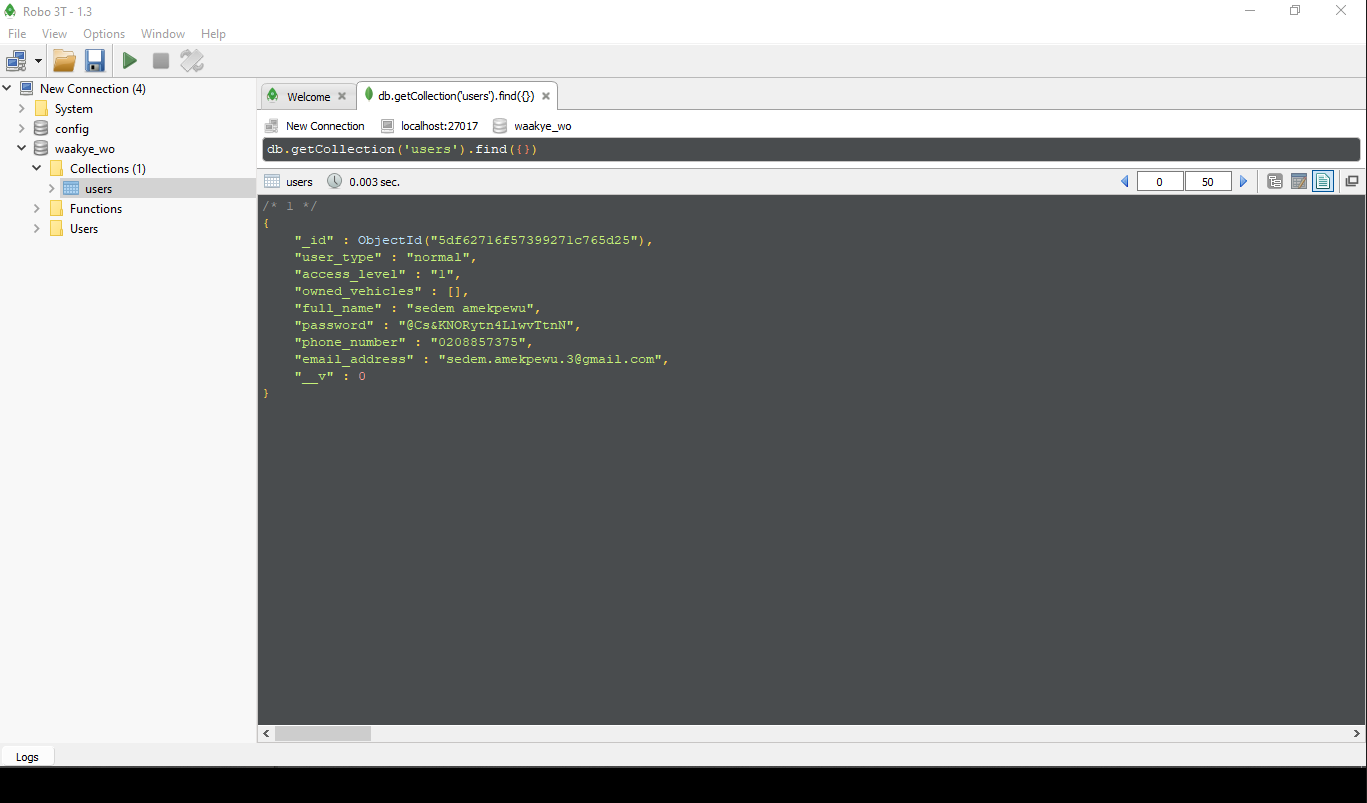 Robo 3T - 1.3
File View Options Window Help
New Connection (4)
System
config
waakye_wo
Collections (1)
users
Functions
Users
Welcome
db.getCollection('users').find({})
New Connection localhost:27017 waakye_wo
db.getCollection('users').find({})
users 0.003 sec. 0 50
/* 1 */
{
"_id" : ObjectId("5df62716f57399271c765d25"),
"user_type" : "normal",
"access_level" : "1",
"owned_vehicles" : [],
"full_name" : "sedem amekpewu",
"password" : "@Cs&KNORytn4LlwvTtnN",
"phone_number" : "0208857375",
"email_address" : "sedem.amekpewu.3@gmail.com",
"__v" : 0
}
Logs